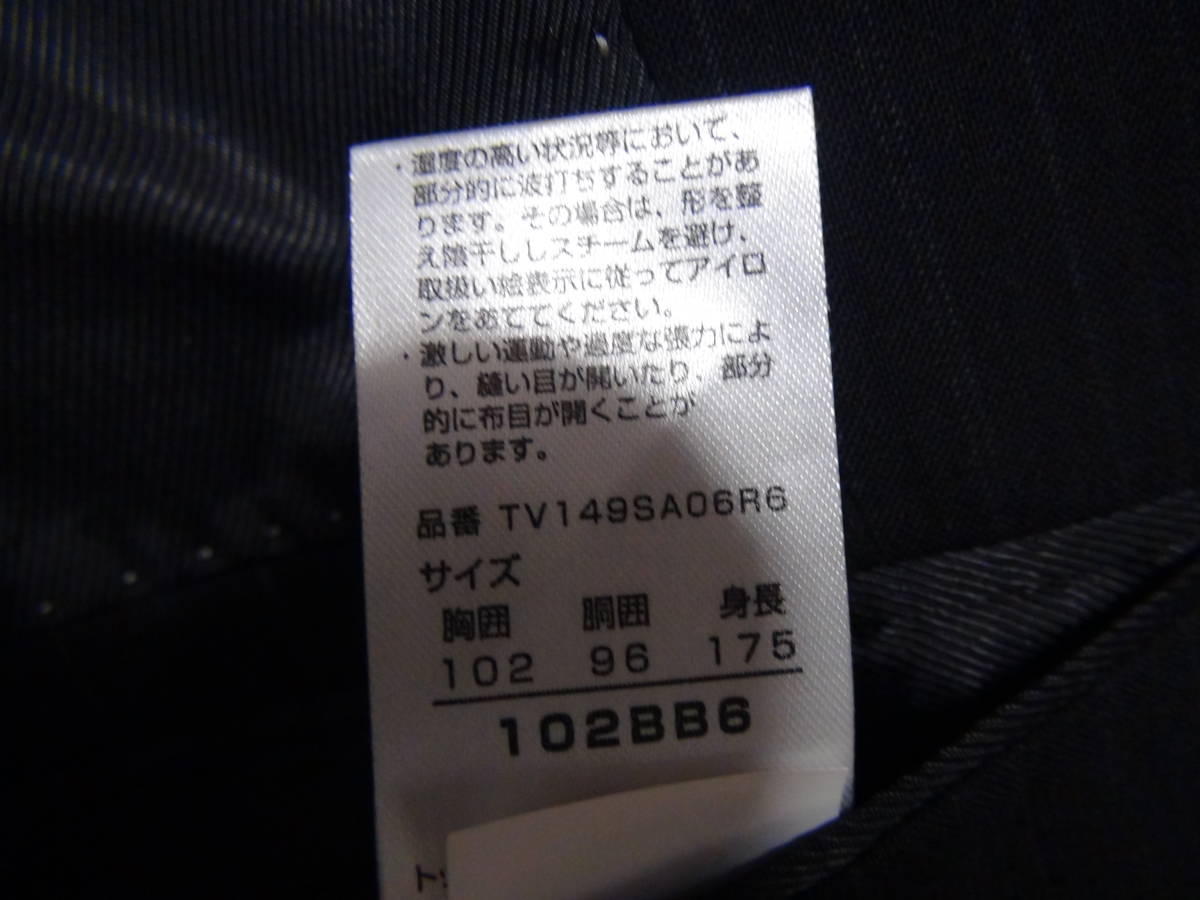 ・湿度の高い状況等において、
部分的に波打ちすることがあ
ります。その場合は、形を整
え陰干ししスチームを避け、
取扱い絵表示に従ってアイロ
ンをあててください。
・激しい運動や過度な張力によ
り、縫い目が開いたり、部分
的に布目が開くことが
あります。
品番 TV149SA06R6
サイズ
胸囲 胴囲 身長
102 96 175
102BB6